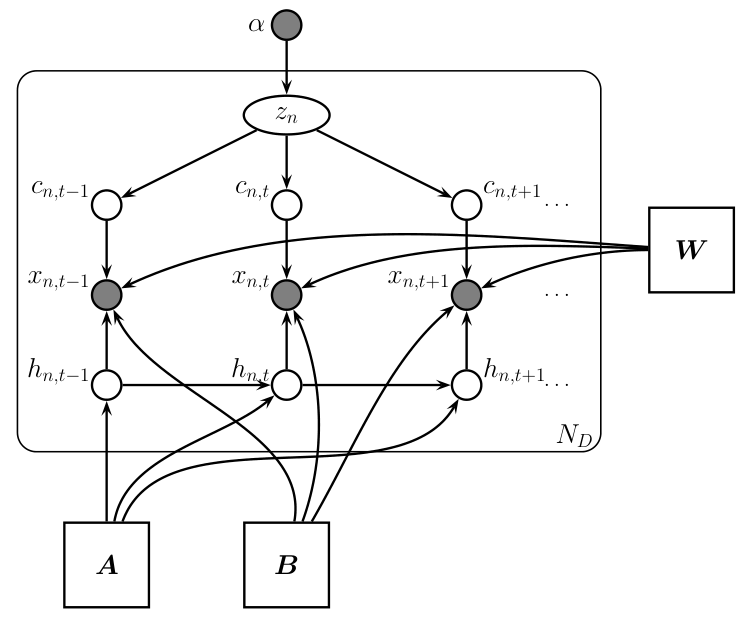 α
z_n
c_{n,t−1} c_{n,t} c_{n,t+1} ...
W
x_{n,t−1} x_{n,t} x_{n,t+1} ...
h_{n,t−1} h_{n,t} h_{n,t+1} ...
N_D
A B